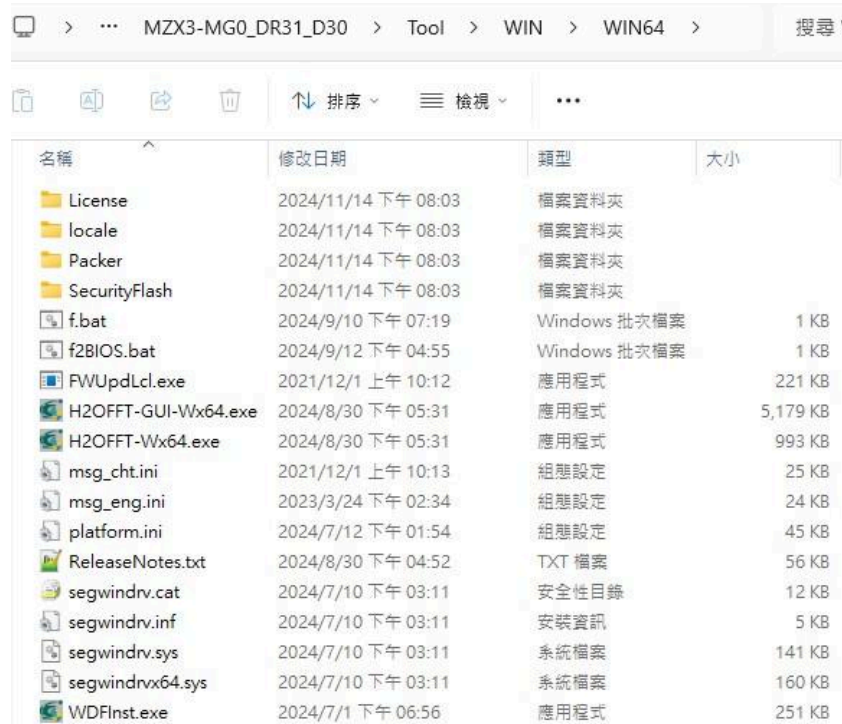 > ··· MZX3-MG0_DR31_D30 > Tool > WIN > WIN64 > 搜尋
排序 檢視 ···
名稱 修改日期 類型 大小
License 2024/11/14 下午 08:03 檔案資料夾
locale 2024/11/14 下午 08:03 檔案資料夾
Packer 2024/11/14 下午 08:03 檔案資料夾
SecurityFlash 2024/11/14 下午 08:03 檔案資料夾
f.bat 2024/9/10 下午 07:19 Windows 批次檔案 1 KB
f2BIOS.bat 2024/9/12 下午 04:55 Windows 批次檔案 1 KB
FWUpdLcl.exe 2021/12/1 上午 10:12 應用程式 221 KB
H2OFFT-GUI-Wx64.exe 2024/8/30 下午 05:31 應用程式 5,179 KB
H2OFFT-Wx64.exe 2024/8/30 下午 05:31 應用程式 993 KB
msg_cht.ini 2021/12/1 上午 10:13 組態設定 25 KB
msg_eng.ini 2023/3/24 下午 02:34 組態設定 24 KB
platform.ini 2024/7/12 下午 01:54 組態設定 45 KB
ReleaseNotes.txt 2024/8/30 下午 04:52 TXT 檔案 56 KB
segwindrv.cat 2024/7/10 下午 03:11 安全性目錄 12 KB
segwindrv.inf 2024/7/10 下午 03:11 安裝資訊 5 KB
segwindrv.sys 2024/7/10 下午 03:11 系統檔案 141 KB
segwindrvx64.sys 2024/7/10 下午 03:11 系統檔案 160 KB
WDFInst.exe 2024/7/1 下午 06:56 應用程式 251 KB